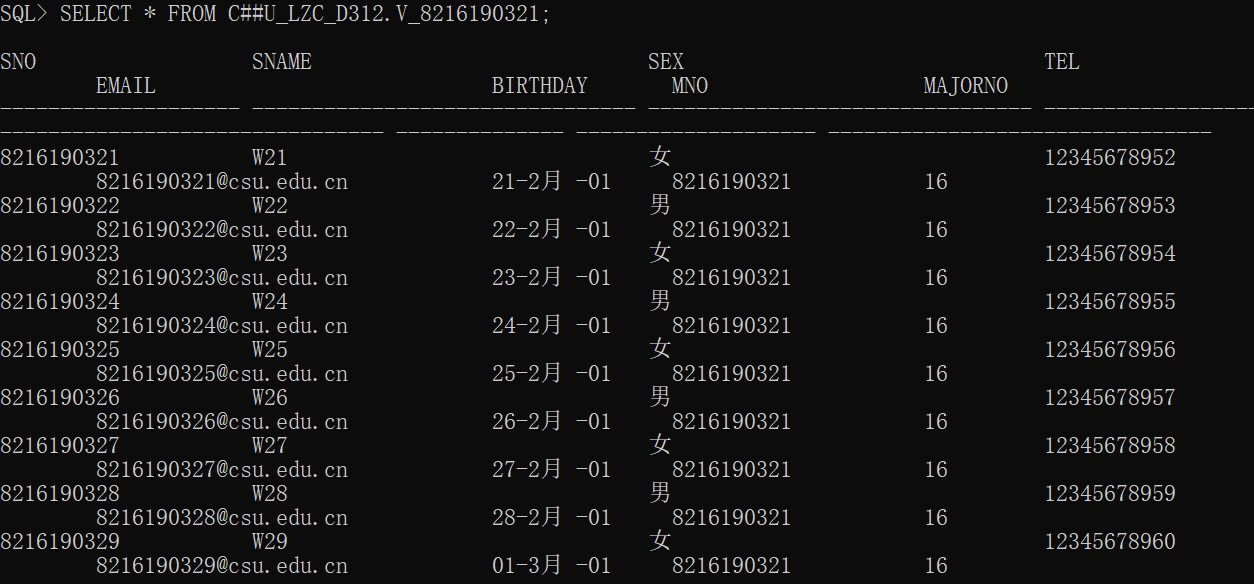 SQL> SELECT * FROM C##U_LZC_D312.V_8216190321;
SNO SNAME SEX TEL
EMAIL BIRTHDAY MNO MAJORNO
-------------------- -------------------------------- -------------------------------- ------------------
-------------------------------- -------------- -------------------- --------------------------------
8216190321 W21 女 12345678952
8216190321@csu.edu.cn 21-2月 -01 8216190321 16
8216190322 W22 男 12345678953
8216190322@csu.edu.cn 22-2月 -01 8216190321 16
8216190323 W23 女 12345678954
8216190323@csu.edu.cn 23-2月 -01 8216190321 16
8216190324 W24 男 12345678955
8216190324@csu.edu.cn 24-2月 -01 8216190321 16
8216190325 W25 女 12345678956
8216190325@csu.edu.cn 25-2月 -01 8216190321 16
8216190326 W26 男 12345678957
8216190326@csu.edu.cn 26-2月 -01 8216190321 16
8216190327 W27 女 12345678958
8216190327@csu.edu.cn 27-2月 -01 8216190321 16
8216190328 W28 男 12345678959
8216190328@csu.edu.cn 28-2月 -01 8216190321 16
8216190329 W29 女 12345678960
8216190329@csu.edu.cn 01-3月 -01 8216190321 16